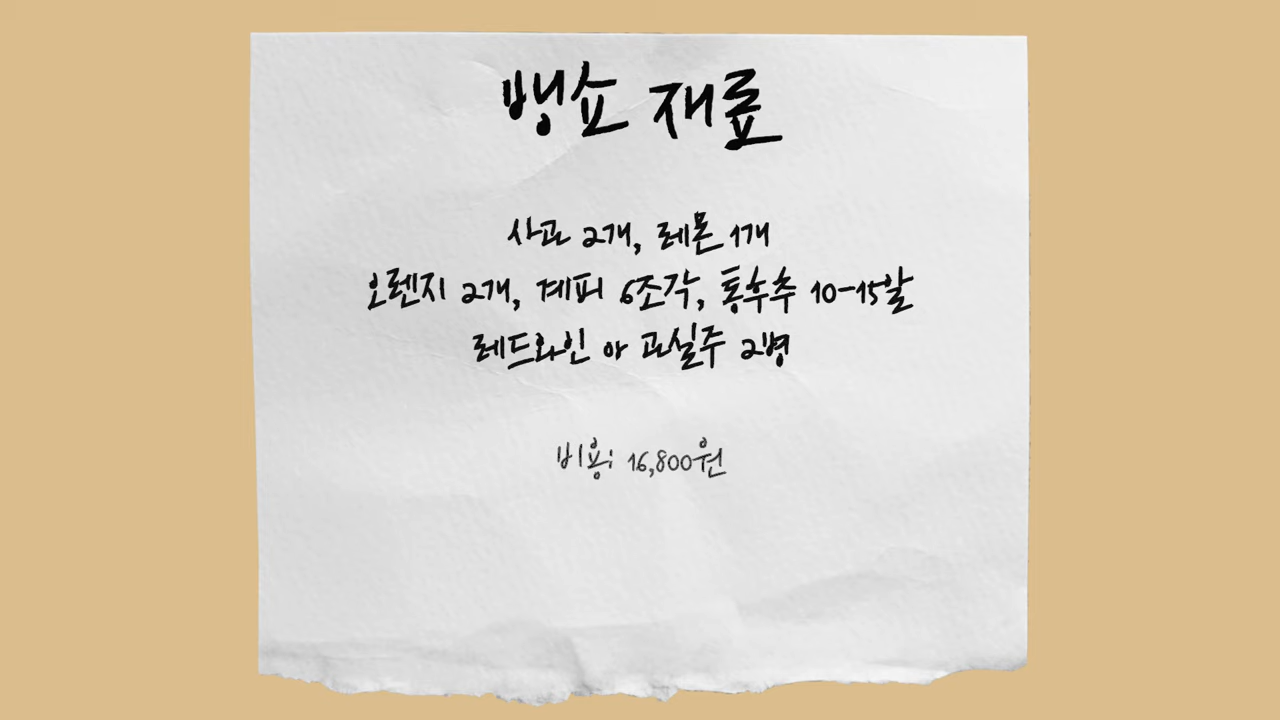 뱅쇼 재료
사과 2개, 레몬 1개
오렌지 2개, 계피 6조각, 통후추 10-15알
레드와인 or 과실주 2병
비용: 16,800원